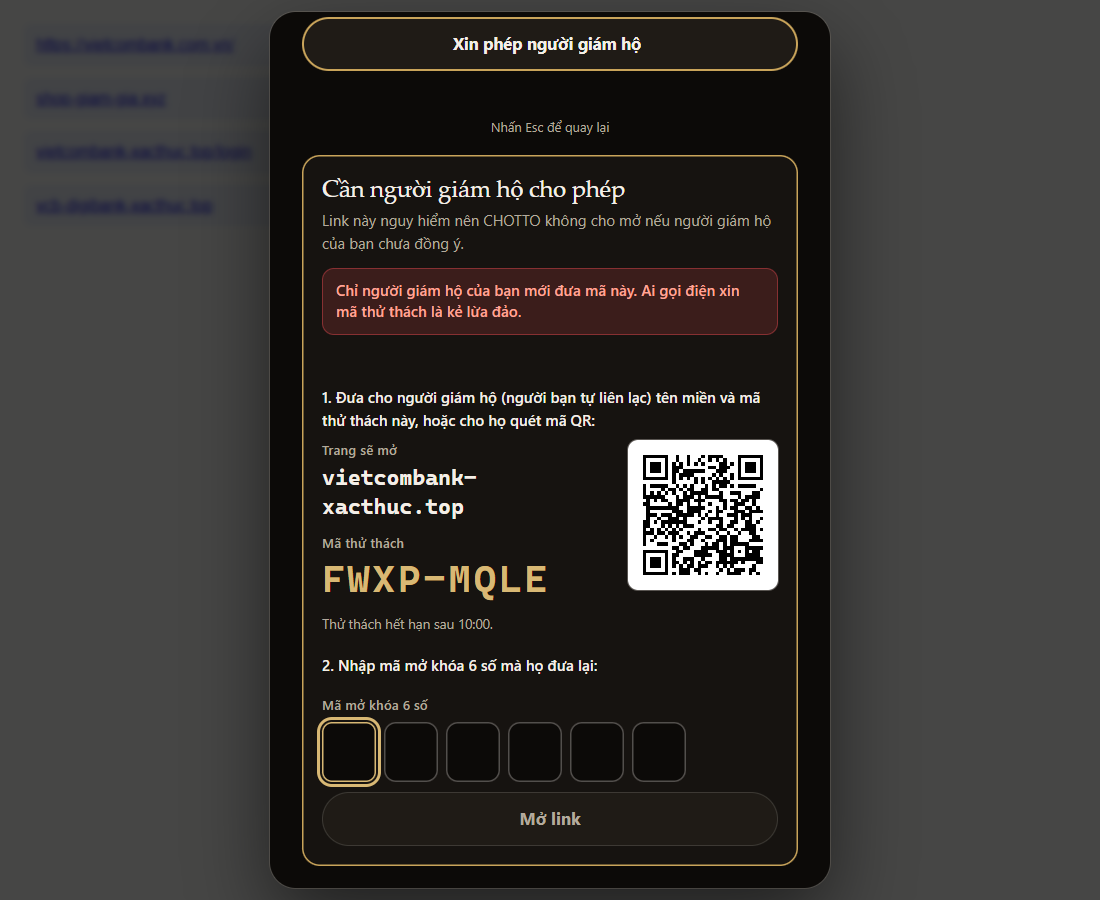 Xin phép người giám hộ
Nhấn Esc để quay lại
Cần người giám hộ cho phép
Link này nguy hiểm nên CHOTTO không cho mở nếu người giám hộ
của bạn chưa đồng ý.
Chỉ người giám hộ của bạn mới đưa mã này. Ai gọi điện xin
mã thử thách là kẻ lừa đảo.
1. Đưa cho người giám hộ (người bạn tự liên lạc) tên miền và mã
thử thách này, hoặc cho họ quét mã QR:
Trang sẽ mở
vietcombank-
xacthuc.top
Mã thử thách
FWXP-MQLE
Thử thách hết hạn sau 10:00.
2. Nhập mã mở khóa 6 số mà họ đưa lại:
Mã mở khóa 6 số
Mở link